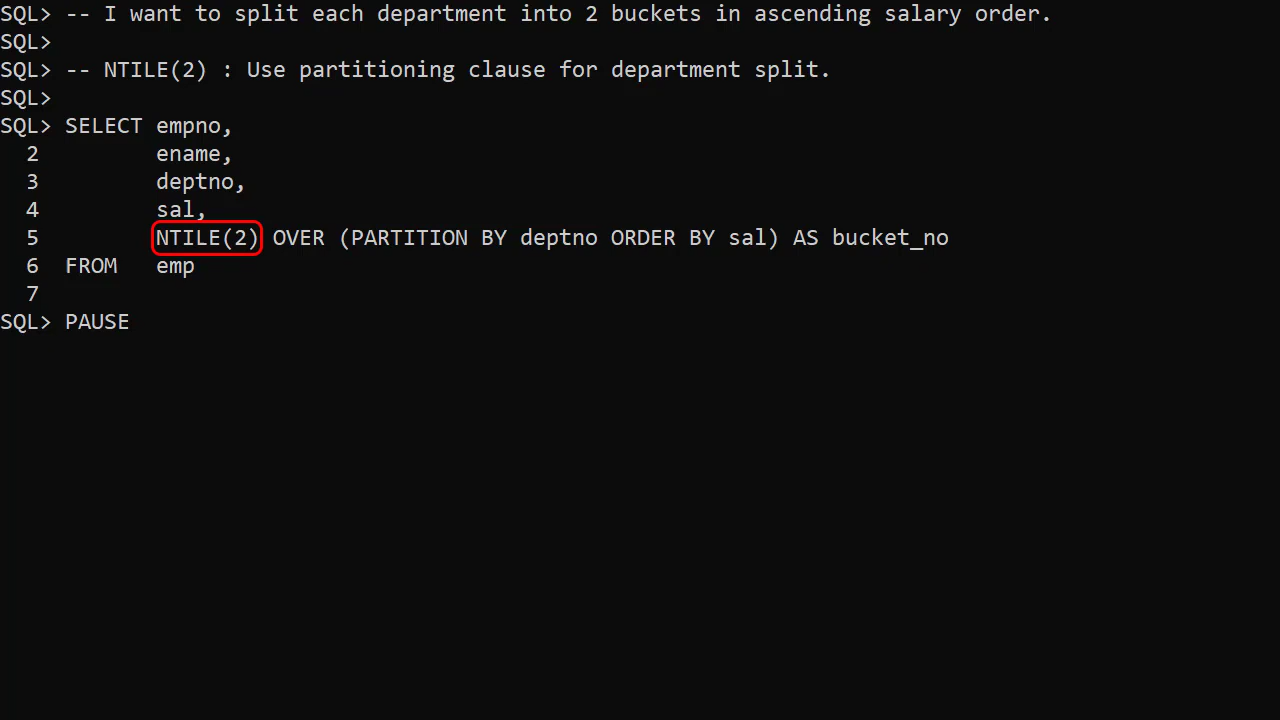 SQL> -- I want to split each department into 2 buckets in ascending salary order.
SQL>
SQL> -- NTILE(2) : Use partitioning clause for department split.
SQL>
SQL> SELECT empno,
  2         ename,
  3         deptno,
  4         sal,
  5         NTILE(2) OVER (PARTITION BY deptno ORDER BY sal) AS bucket_no
  6  FROM   emp
  7
SQL> PAUSE